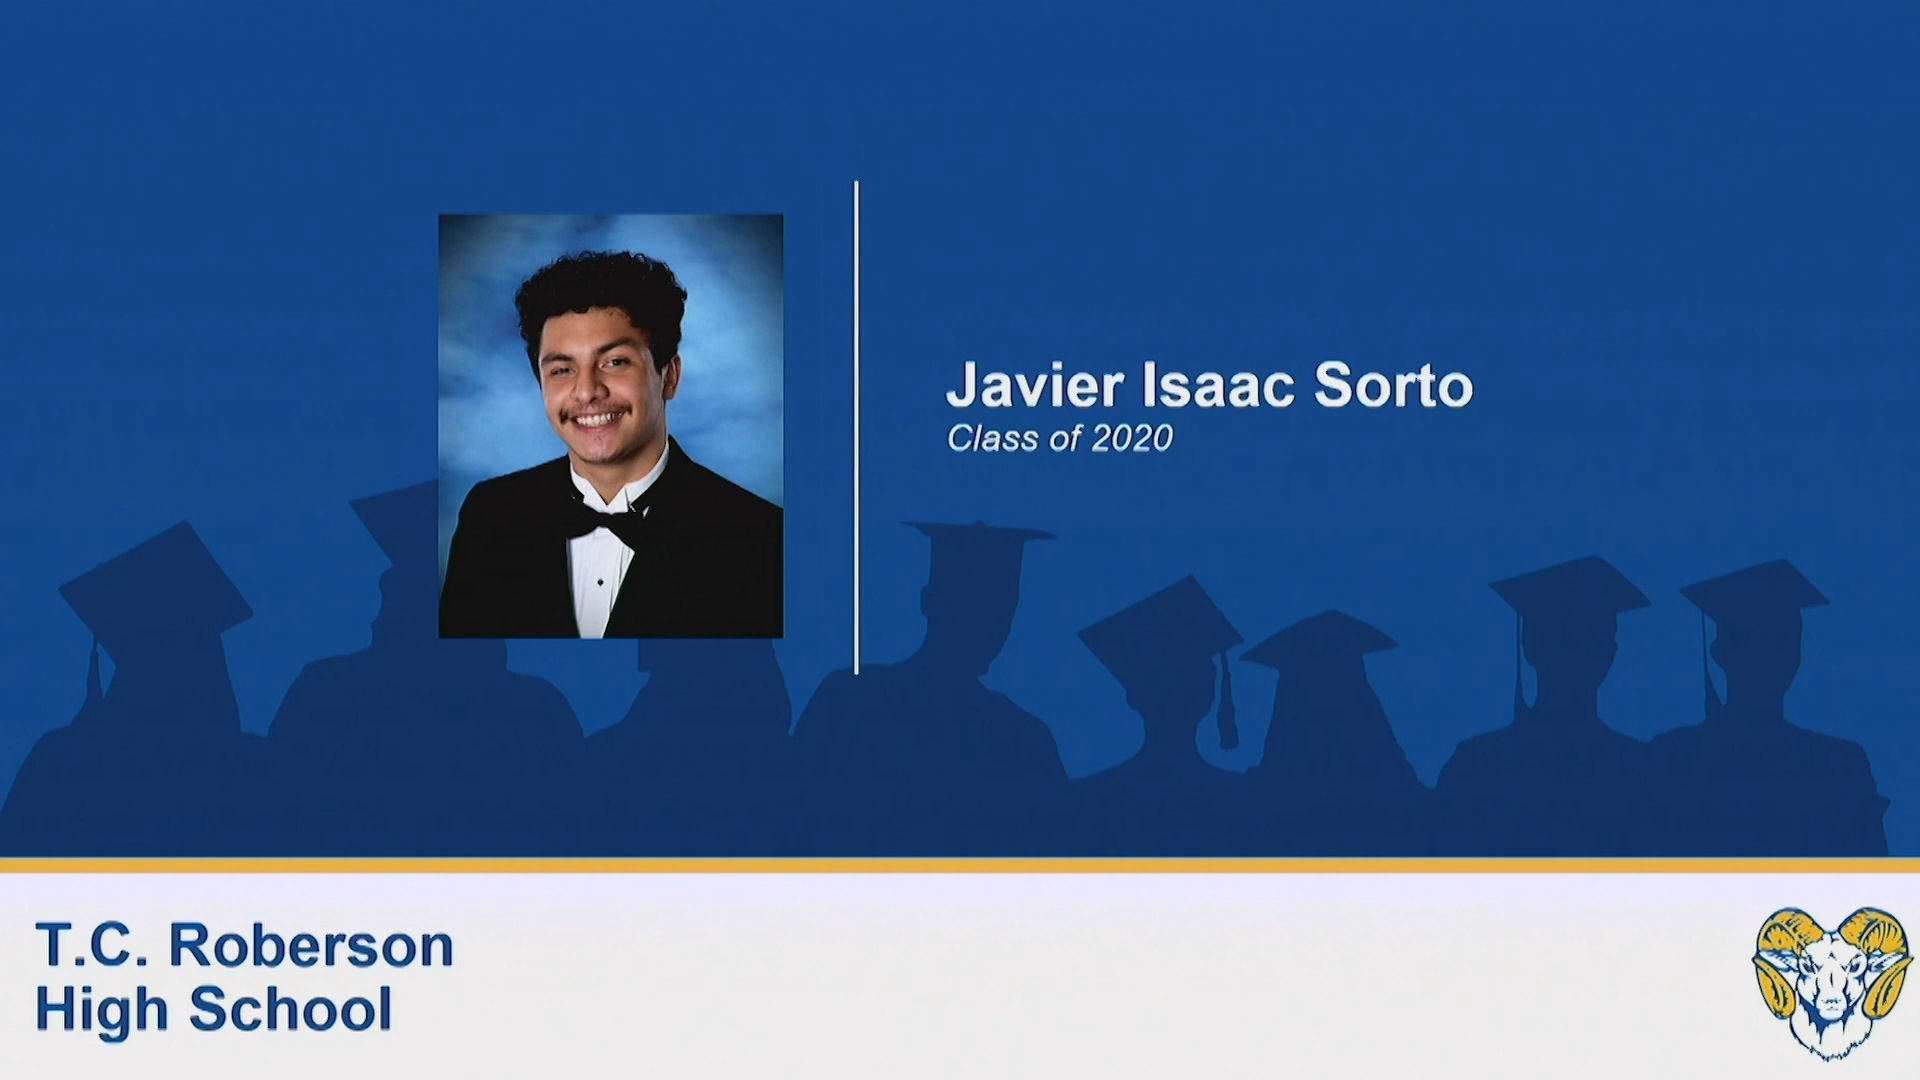 Javier Isaac Sorto
Class of 2020
T.C. Roberson
High School